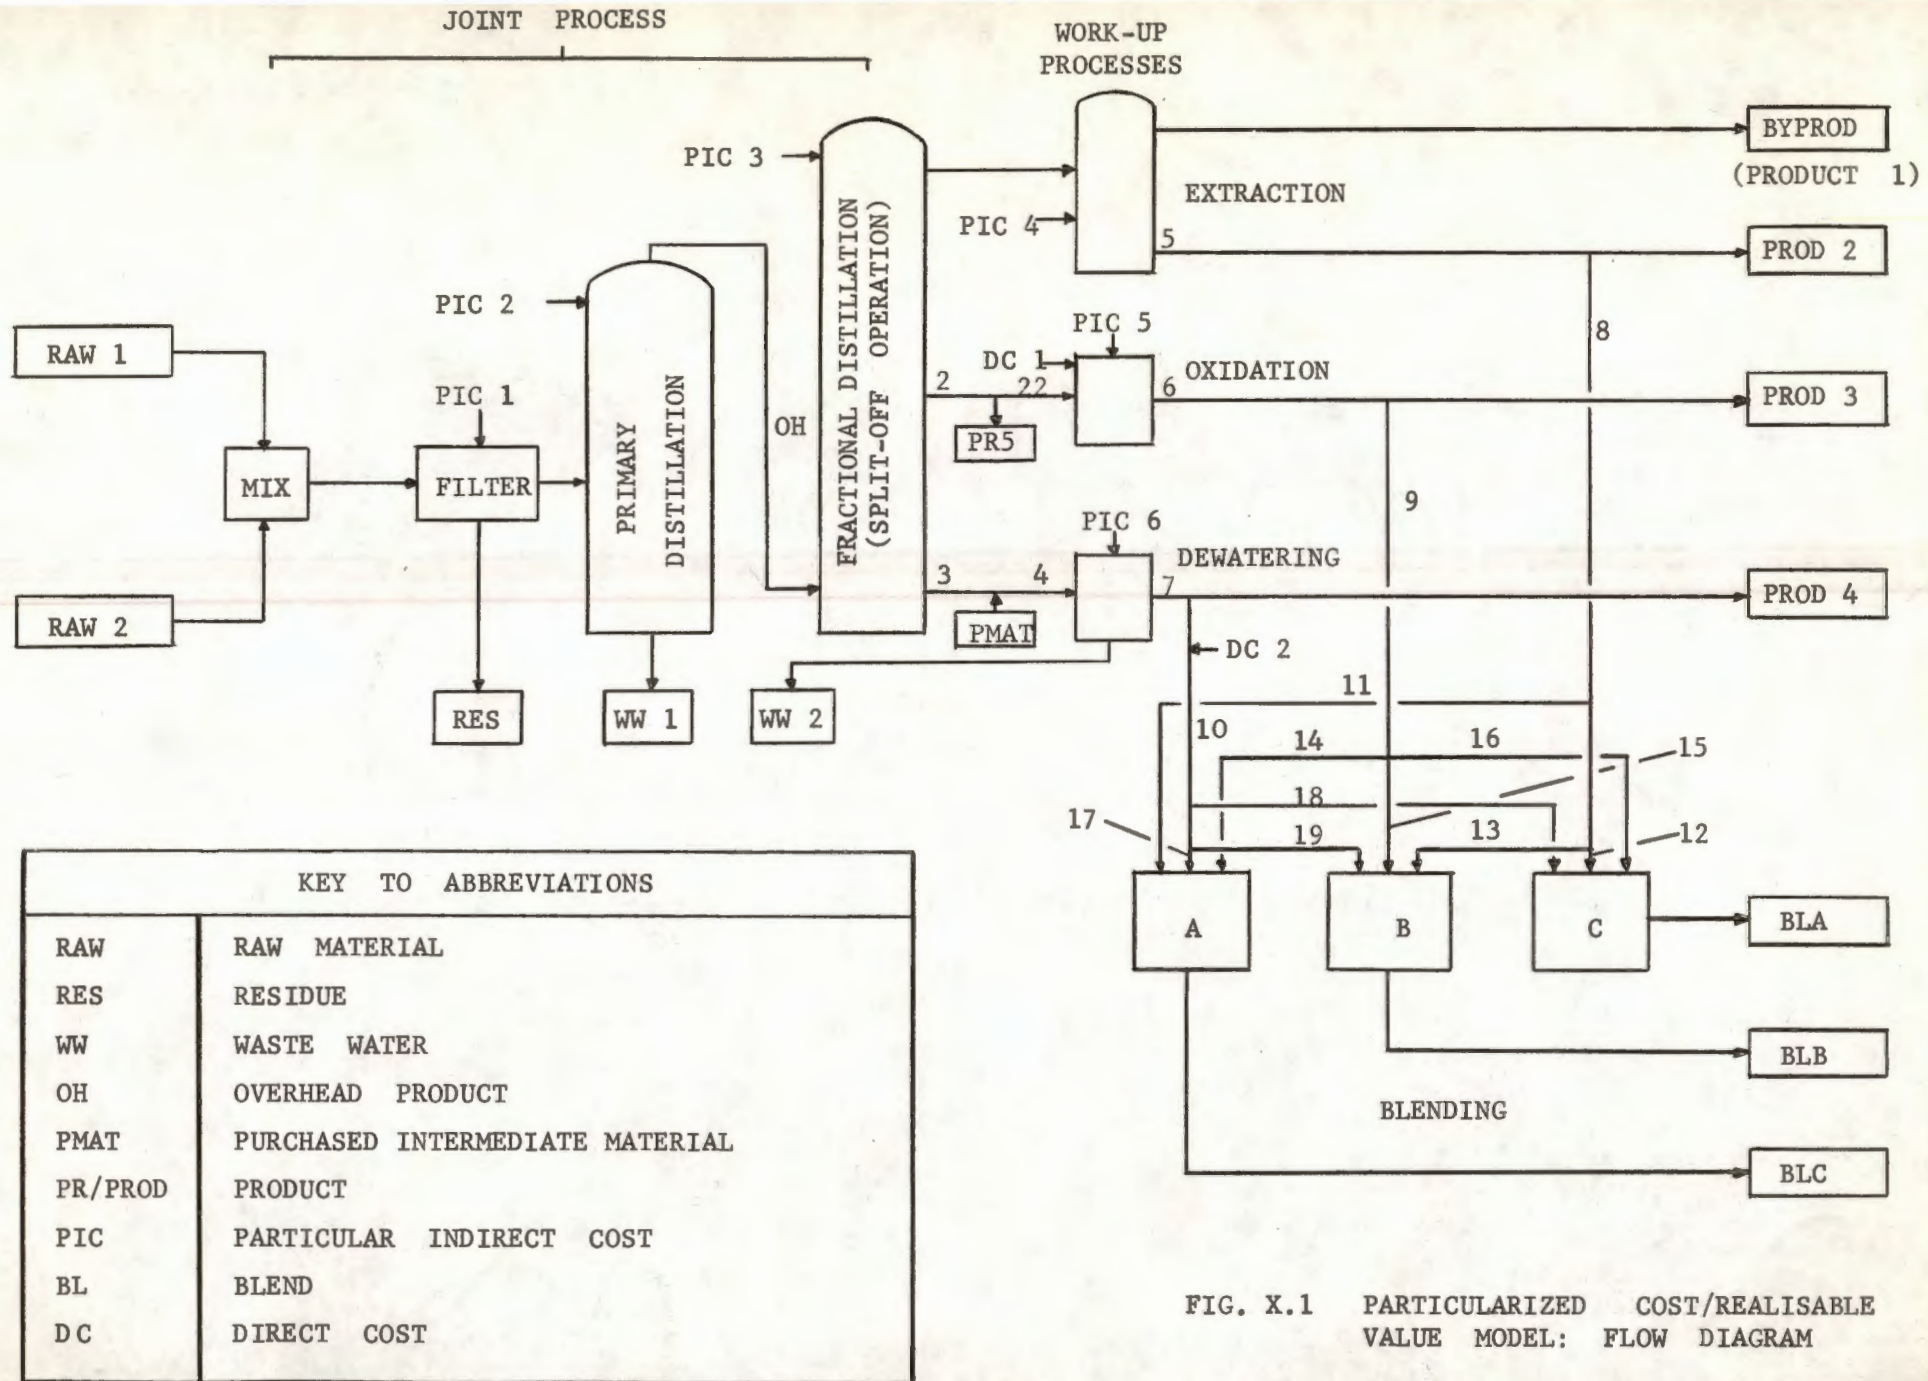 JOINT PROCESS
WORK-UP
PROCESSES
PIC 3
BYPROD
(PRODUCT 1)
EXTRACTION
PIC 4
5
PROD 2
FRACTIONAL DISTILLATION
(SPLIT-OFF OPERATION)
PIC 2
PIC 5
8
RAW 1
DC 1
OXIDATION
2
22
6
PROD 3
PIC 1
PRIMARY
DISTILLATION
OH
PR5
MIX
FILTER
9
PIC 6
DEWATERING
3
4
7
PROD 4
RAW 2
PMAT
DC 2
11
RES
WW 1
WW 2
10
14
16
15
18
17
19
13
12
A
B
C
BLA
BLB
BLENDING
BLC
KEY TO ABBREVIATIONS
RAW RAW MATERIAL
RES RESIDUE
WW WASTE WATER
OH OVERHEAD PRODUCT
PMAT PURCHASED INTERMEDIATE MATERIAL
PR/PROD PRODUCT
PIC PARTICULAR INDIRECT COST
BL BLEND
DC DIRECT COST
FIG. X.1 PARTICULARIZED COST/REALISABLE
VALUE MODEL: FLOW DIAGRAM